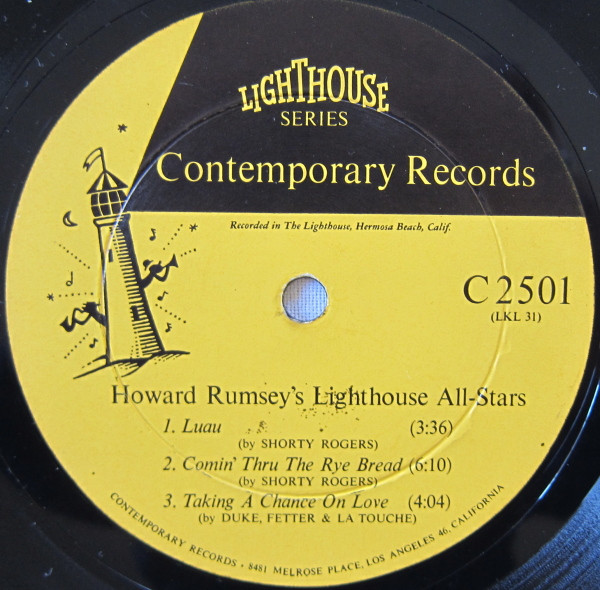 LIGHTHOUSE
SERIES
Contemporary Records
Recorded in The Lighthouse, Hermosa Beach, Calif.
C 2501
(LKL 31)
Howard Rumsey's Lighthouse All-Stars
1. Luau (3:36)
(by SHORTY ROGERS)
2. Comin' Thru The Rye Bread (6:10)
(by SHORTY ROGERS)
3. Taking A Chance On Love (4:04)
(by DUKE, FETTER & LA TOUCHE)
CONTEMPORARY RECORDS • 8481 MELROSE PLACE, LOS ANGELES 46, CALIFORNIA